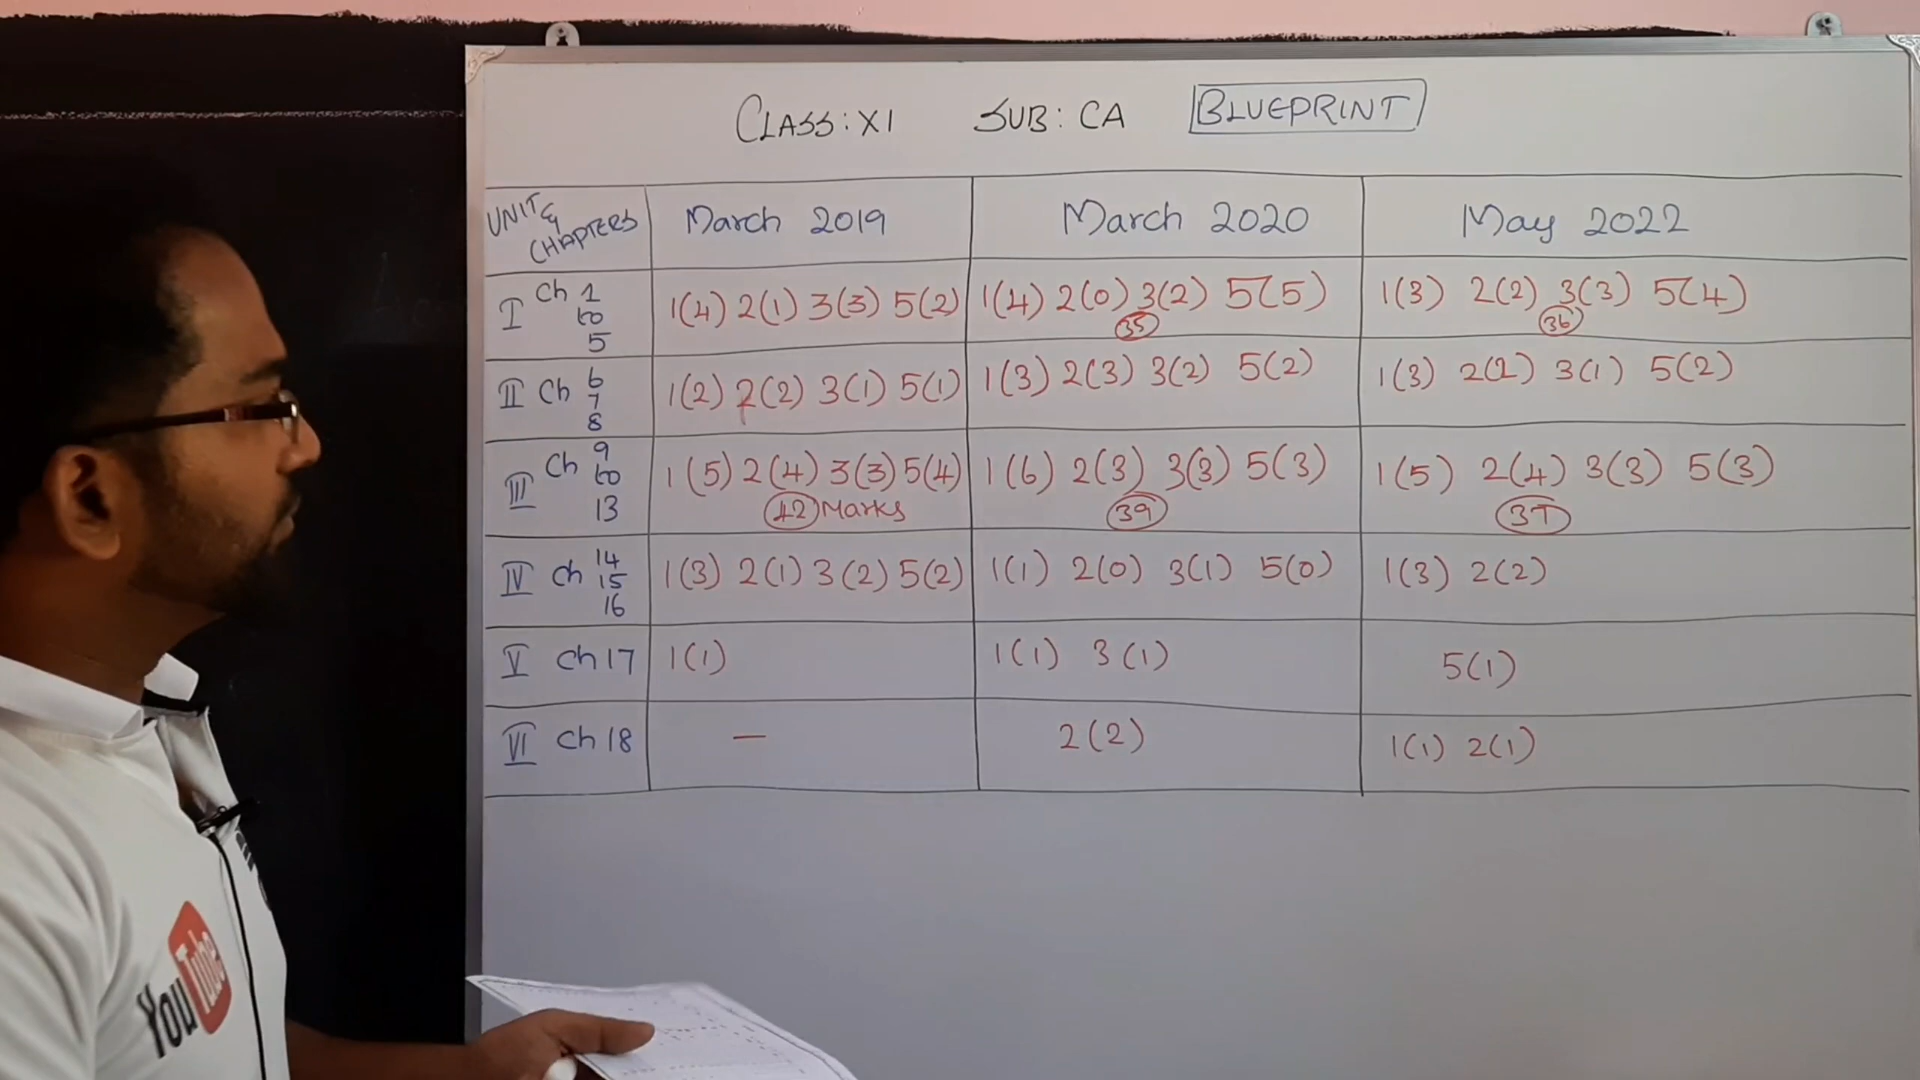 CLASS: XI SUB: CA BLUEPRINT
UNIT & CHAPTERS March 2019 March 2020 May 2022
I Ch 1 to 5 1(4) 2(1) 3(3) 5(2) 1(4) 2(0) 3(2) 5(5) 35 1(3) 2(2) 3(3) 5(4) 36
II Ch 6 7 8 1(2) 2(2) 3(1) 5(1) 1(3) 2(3) 3(2) 5(2) 1(3) 3(1) 5(2)
III Ch 9 to 13 1(5) 2(4) 3(3) 5(4) 42 Marks 1(6) 2(3) 3(3) 5(3) 39 1(5) 2(4) 3(3) 5(3) 37
IV Ch 14 15 16 1(3) 2(1) 3(2) 5(2) 1(1) 2(0) 3(1) 5(0) 1(3) 2(2)
V Ch 17 1(1) 1(1) 3(1) 5(1)
VI Ch 18 — 2(2) 1(1) 2(1)
YouTube